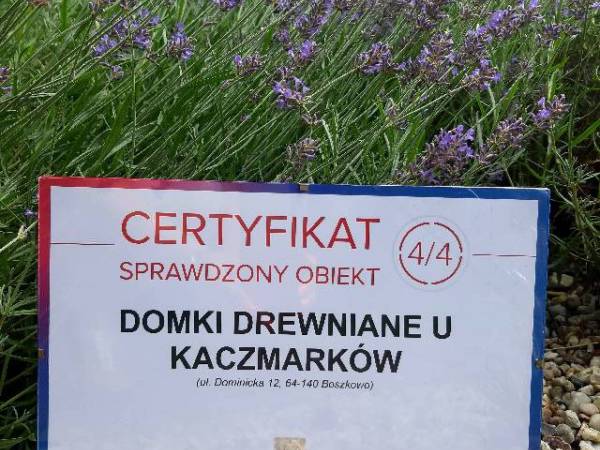 CERTYFIKAT
SPRAWDZONY OBIEKT
4/4
DOMKI DREWNIANE U
KACZMARKÓW
(ul. Dominicka 12, 64-140 Boszkowo)